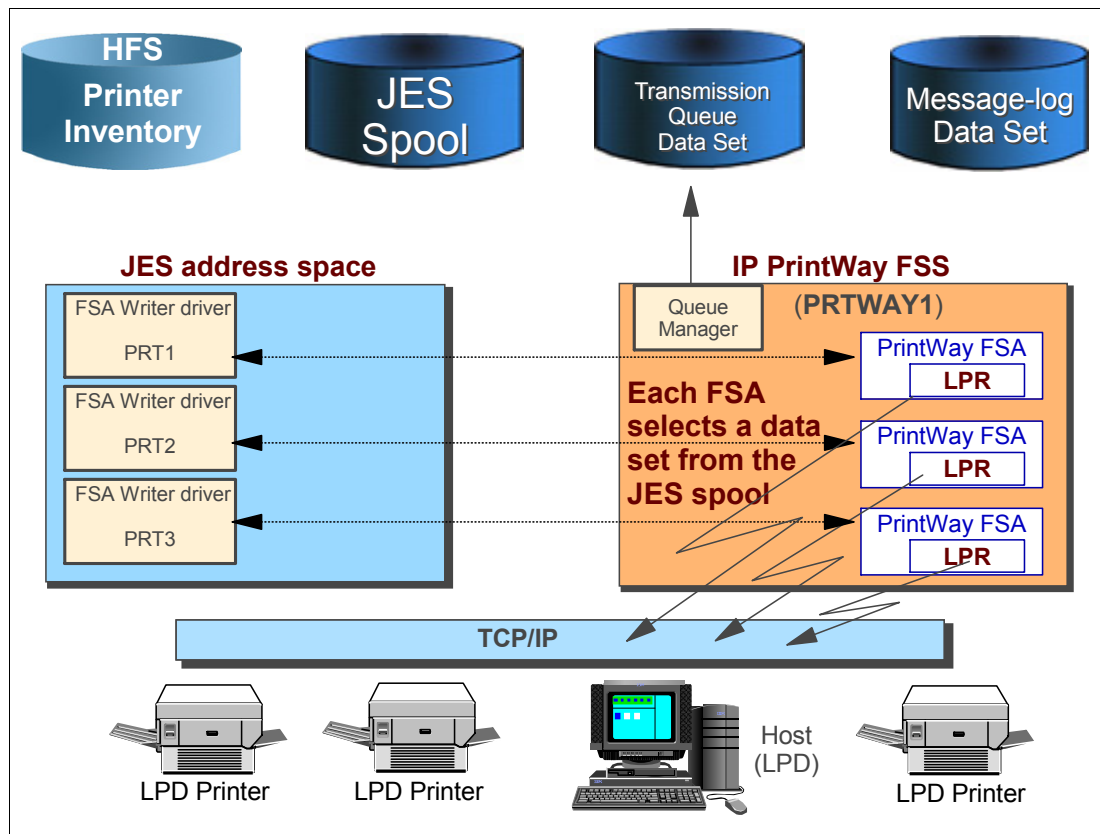 HFS
Printer
Inventory
JES
Spool
Transmission
Queue
Data Set
Message-log
Data Set
JES address space
IP PrintWay FSS
FSA Writer driver
PRT1
FSA Writer driver
PRT2
FSA Writer driver
PRT3
Queue
Manager
(PRTWAY1)
Each FSA
selects a data
set from the
JES spool
PrintWay FSA
LPR
PrintWay FSA
LPR
PrintWay FSA
LPR
TCP/IP
LPD Printer
LPD Printer
Host
(LPD)
LPD Printer